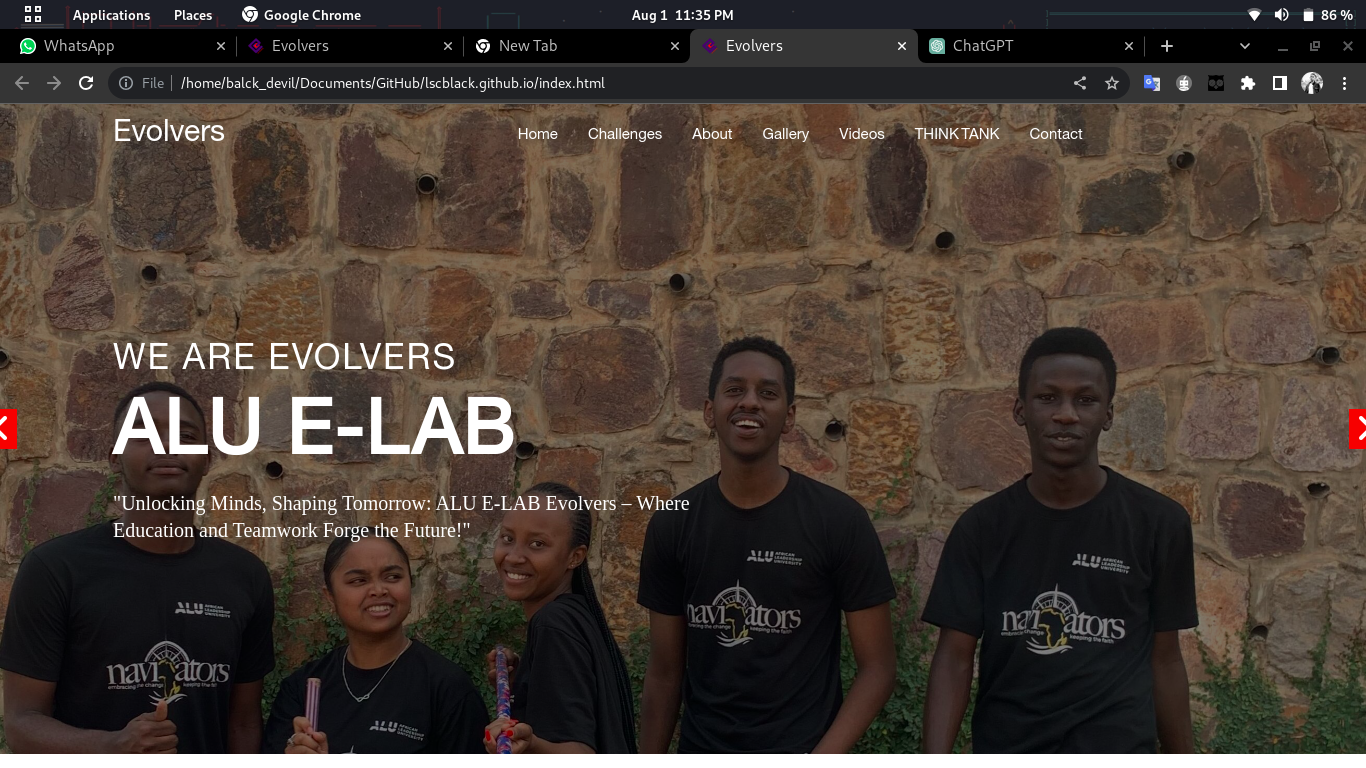 Applications Places Google Chrome Aug 1 11:35 PM 86 %
WhatsApp Evolvers New Tab Evolvers ChatGPT
File /home/balck_devil/Documents/GitHub/lscblack.github.io/index.html
Evolvers Home Challenges About Gallery Videos THINK TANK Contact
WE ARE EVOLVERS
ALU E-LAB
"Unlocking Minds, Shaping Tomorrow: ALU E-LAB Evolvers – Where
Education and Teamwork Forge the Future!"
ALU AFRICAN
LEADERSHIP
UNIVERSITY
navigators
embracing the change keeping the fait
ALU AFRICAN
LEADERSHIP
UNIVERSITY
ALU AFRICAN
LEADERSHIP
UNIVERSITY
navigators
embracing the change keeping the faith
ALU AFRICAN
LEADERSHIP
UNIVERSITY
navigators
embracing the change keeping the faith